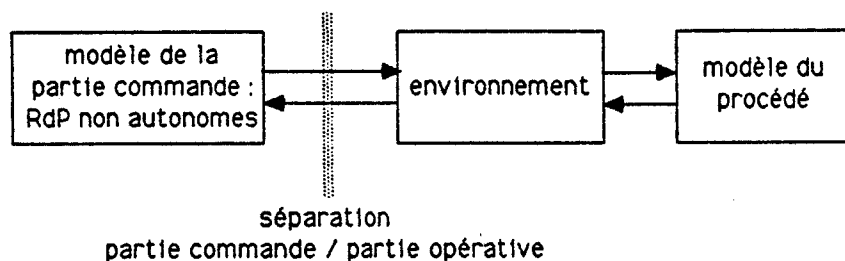 modèle de la
partie commande :
RdP non autonomes
environnement
modèle du
procédé
séparation
partie commande / partie opérative